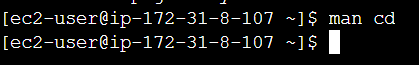 [ec2-user@ip-172-31-8-107 ~]$ man cd
[ec2-user@ip-172-31-8-107 ~]$